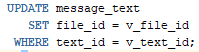 UPDATE message_text
SET file_id = v_file_id
WHERE text_id = v_text_id;